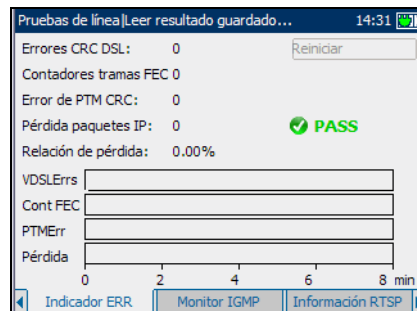 Pruebas de línea|Leer resultado guardado... 14:31
Errores CRC DSL: 0 Reiniciar
Contadores tramas FEC 0
Error de PTM CRC: 0
Pérdida paquetes IP: 0 PASS
Relación de pérdida: 0.00%
VDSLErrs
Cont FEC
PTMErr
Pérdida
0 2 4 6 8 min
Indicador ERR Monitor IGMP Información RTSP